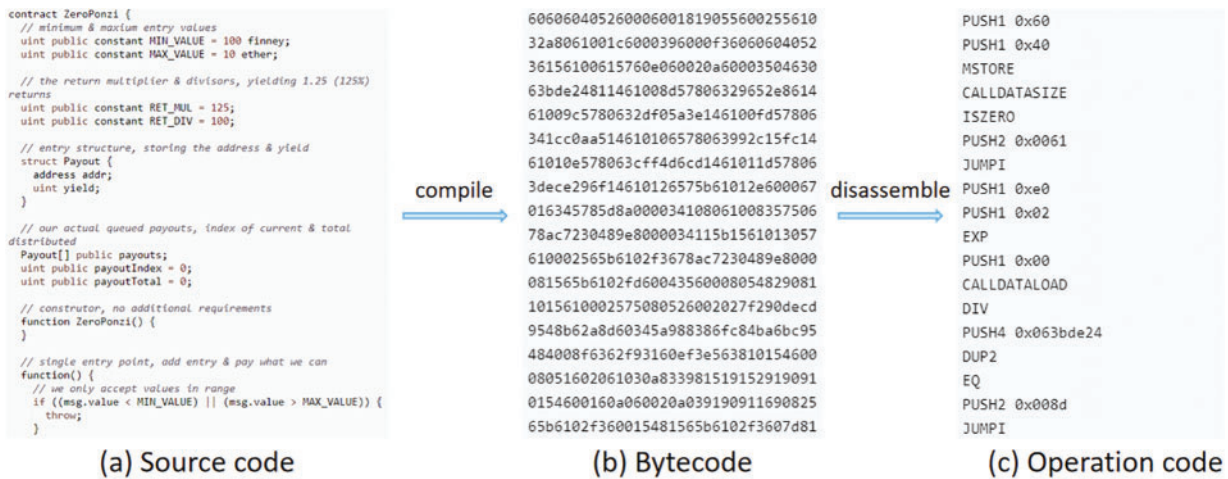 contract ZeroPonzi {
// minimum & maxium entry values
uint public constant MIN_VALUE = 100 finney;
uint public constant MAX_VALUE = 10 ether;
// the return multiplier & divisors, yielding 1.25 (125%)
returns
uint public constant RET_MUL = 125;
uint public constant RET_DIV = 100;
// entry structure, storing the address & yield
struct Payout {
address addr;
uint yield;
}
// our actual queued payouts, index of current & total
distributed
Payout[] public payouts;
uint public payoutIndex = 0;
uint public payoutTotal = 0;
// construtor, no additional requirements
function ZeroPonzi() {
}
// single entry point, add entry & pay what we can
function() {
// we only accept values in range
if ((msg.value < MIN_VALUE) || (msg.value > MAX_VALUE)) {
throw;
}
(a) Source code
compile
606060405260006001819055600255610
32a8061001c6000396000f36060604052
36156100615760e060020a60003504630
63bde24811461008d57806329652e8614
61009c5780632df05a3e146100fd57806
341cc0aa514610106578063992c15fc14
61010e578063cff4d6cd1461011d57806
3dece296f14610126575b61012e600067
016345785d8a000034108061008357506
78ac7230489e8000034115b1561013057
610002565b6102f3678ac7230489e8000
081565b6102fd60043560008054829081
10156100025750805260020 27f290decd
9548b62a8d60345a988386fc84ba6bc95
484008f6362f93160ef3e563810154600
08051602061030a833981519152919091
0154600160a060020a039190911690825
65b6102f360015481565b6102f3607d81
(b) Bytecode
disassemble
PUSH1 0x60
PUSH1 0x40
MSTORE
CALLDATASIZE
ISZERO
PUSH2 0x0061
JUMPI
PUSH1 0xe0
PUSH1 0x02
EXP
PUSH1 0x00
CALLDATALOAD
DIV
PUSH4 0x063bde24
DUP2
EQ
PUSH2 0x008d
JUMPI
(c) Operation code